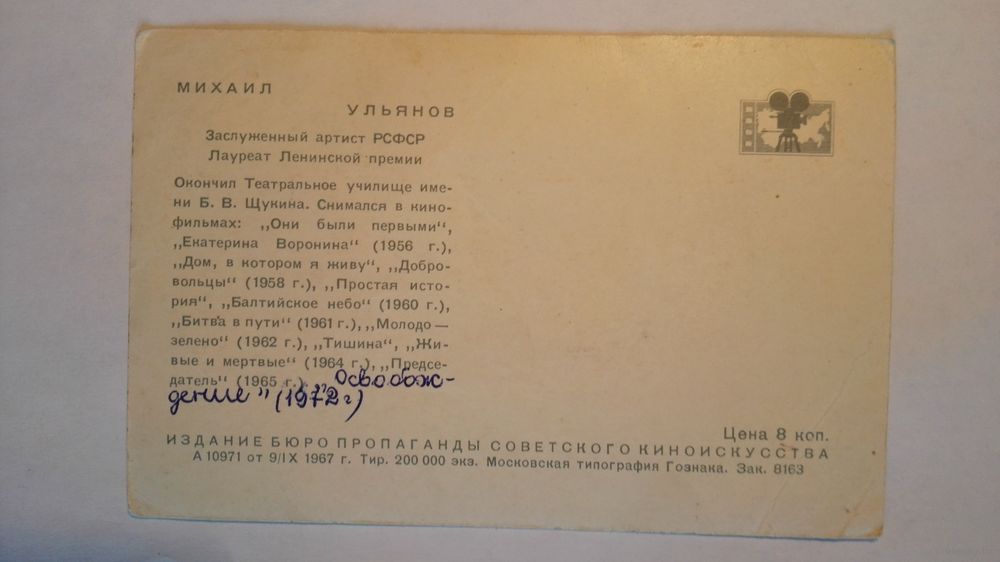 МИХАИЛ
УЛЬЯНОВ
Заслуженный артист РСФСР
Лауреат Ленинской премии
Окончил Театральное училище име-
ни Б. В. Щукина. Снимался в кино-
фильмах: „Они были первыми“,
„Екатерина Воронина“ (1956 г.),
„Дом, в котором я живу“, „Добро-
вольцы“ (1958 г.), „Простая исто-
рия“, „Балтийское небо“ (1960 г.),
„Битва в пути“ (1961 г.), „Молодо —
зелено“ (1962 г.), „Тишина“, „Жи-
вые и мертвые“ (1964 г.), „Предсе-
датель“ (1965 г.). „Освобож-
дение" (1972 г)
Цена 8 коп.
ИЗДАНИЕ БЮРО ПРОПАГАНДЫ СОВЕТСКОГО КИНОИСКУССТВА
А 10971 от 9/IX 1967 г. Тир. 200 000 экз. Московская типография Гознака. Зак. 8163